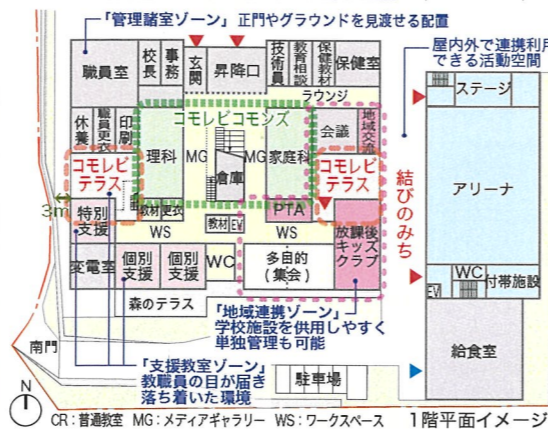 「管理諸室ゾーン」正門やグラウンドを見渡せる配置
職員室
校長
事務
玄関
昇降口
技術員
教育相談
保健教材
保健室
屋内外で連携利用
できる活動空間
ステージ
ラウンジ
休養
職員更衣
印刷
コモレビコモンズ
理科
MG
倉庫
MG
家庭科
会議
地域交流
コモレビ
テラス
コモレビ
テラス
結びのみち
アリーナ
3m
特別
支援
教材
更衣
WS
教材
EV
WS
PTA
放課後
キッズ
クラブ
変電室
個別
支援
個別
支援
WC
多目的
(集会)
WC
EV
付帯施設
森のテラス
「地域連携ゾーン」
学校施設を供用しやすく
単独管理も可能
給食室
南門
「支援教室ゾーン」
教職員の目が届き
落ち着いた環境
駐車場
N
CR:普通教室 MG:メディアギャラリー WS:ワークスペース 1階平面イメージ